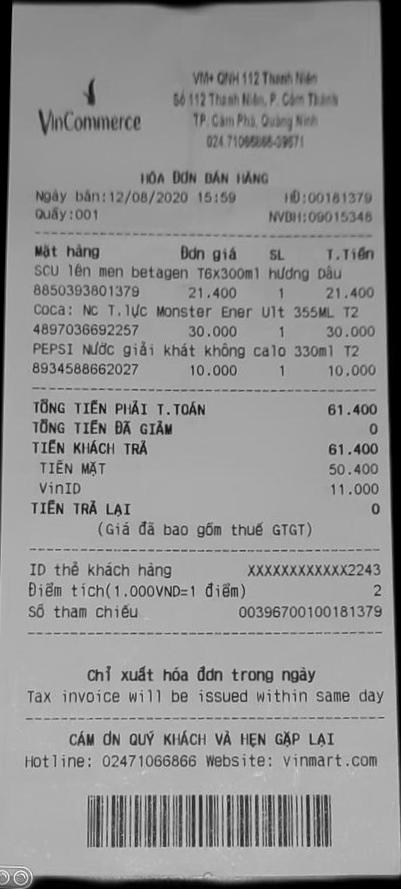 VinCommerce
VM+ QNH 112 Thanh Niên
Số 112 Thanh Niên, P. Cẩm Thành
TP. Cẩm Phả, Quảng Ninh
HÓA ĐƠN BÁN HÀNG
Ngày bán:12/08/2020 15:59 HĐ:00181379
Quầy:001 NVBH:09015346
Mặt hàng Đơn giá SL T.Tiền
SCU lên men betagen T6x300ml hương Dâu
8850393801379 21.400 1 21.400
Coca: NC T.lực Monster Ener Ult 355ML T2
4897036692257 30.000 1 30.000
PEPSI Nước giải khát không calo 330ml T2
8934588662027 10.000 1 10.000
TỔNG TIỀN PHẢI T.TOÁN 61.400
TỔNG TIỀN ĐÃ GIẢM 0
TIỀN KHÁCH TRẢ 61.400
TIỀN MẶT 50.400
VinID 11.000
TIỀN TRẢ LẠI 0
(Giá đã bao gồm thuế GTGT)
ID thẻ khách hàng XXXXXXXXXXXX2243
Điểm tích(1.000VND=1 điểm) 2
Số tham chiếu 00396700100181379
Chỉ xuất hóa đơn trong ngày
Tax invoice will be issued within same day
CẢM ƠN QUÝ KHÁCH VÀ HẸN GẶP LẠI
Hotline: 02471066866 Website: vinmart.com